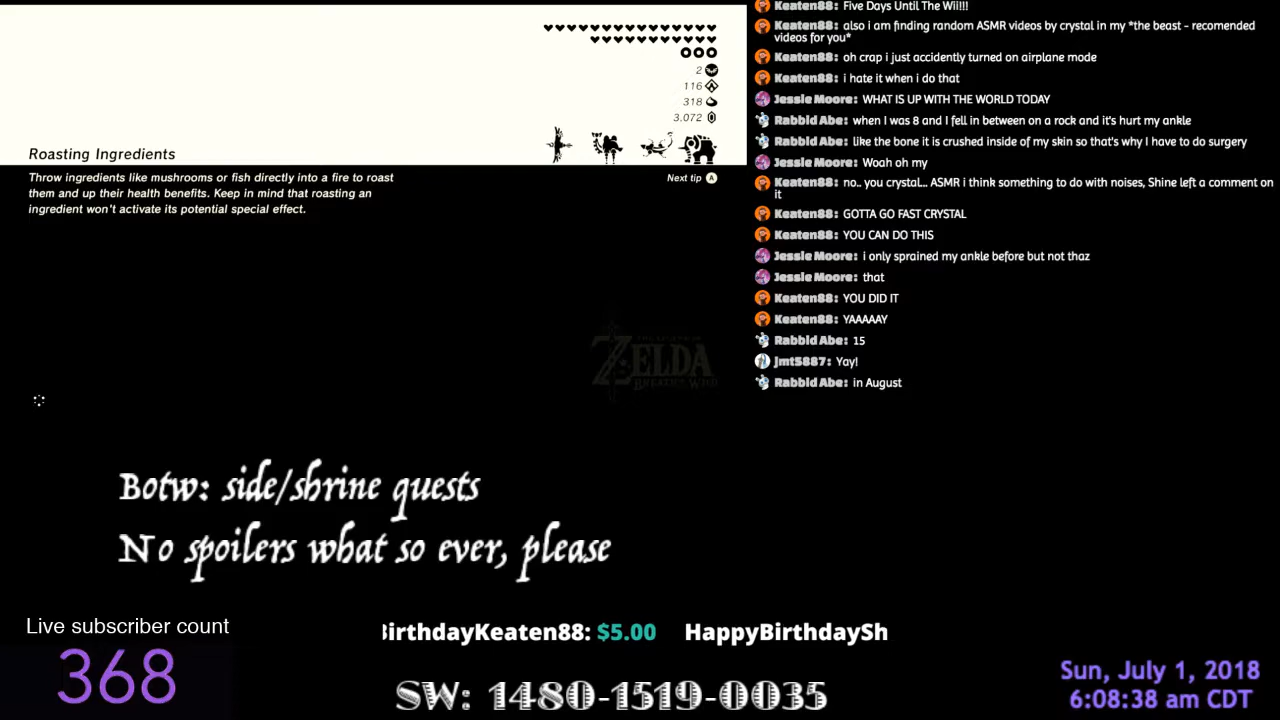 2
116
318
3.072
Roasting Ingredients
Throw ingredients like mushrooms or fish directly into a fire to roast
them and up their health benefits. Keep in mind that roasting an
ingredient won't activate its potential special effect.
Next tip A
ZELDA
BREATH OF THE WILD
Keaten88: Five Days Until The Wii!!!
Keaten88: also i am finding random ASMR videos by crystal in my *the beast - recomended
videos for you*
Keaten88: oh crap i just accidently turned on airplane mode
Keaten88: i hate it when i do that
Jessie Moore: WHAT IS UP WITH THE WORLD TODAY
Rabbid Abe: when I was 8 and I fell in between on a rock and it's hurt my ankle
Rabbid Abe: like the bone it is crushed inside of my skin so that's why I have to do surgery
Jessie Moore: Woah oh my
Keaten88: no.. you crystal... ASMR i think something to do with noises, Shine left a comment on
it
Keaten88: GOTTA GO FAST CRYSTAL
Keaten88: YOU CAN DO THIS
Jessie Moore: i only sprained my ankle before but not thaz
Jessie Moore: that
Keaten88: YOU DID IT
Keaten88: YAAAAAY
Rabbid Abe: 15
Jmt5887: Yay!
Rabbid Abe: in August
Botw: side/shrine quests
No spoilers what so ever, please
Live subscriber count
368
BirthdayKeaten88: $5.00 HappyBirthdaySh
SW: 1480-1519-0035
Sun, July 1, 2018
6:08:38 am CDT